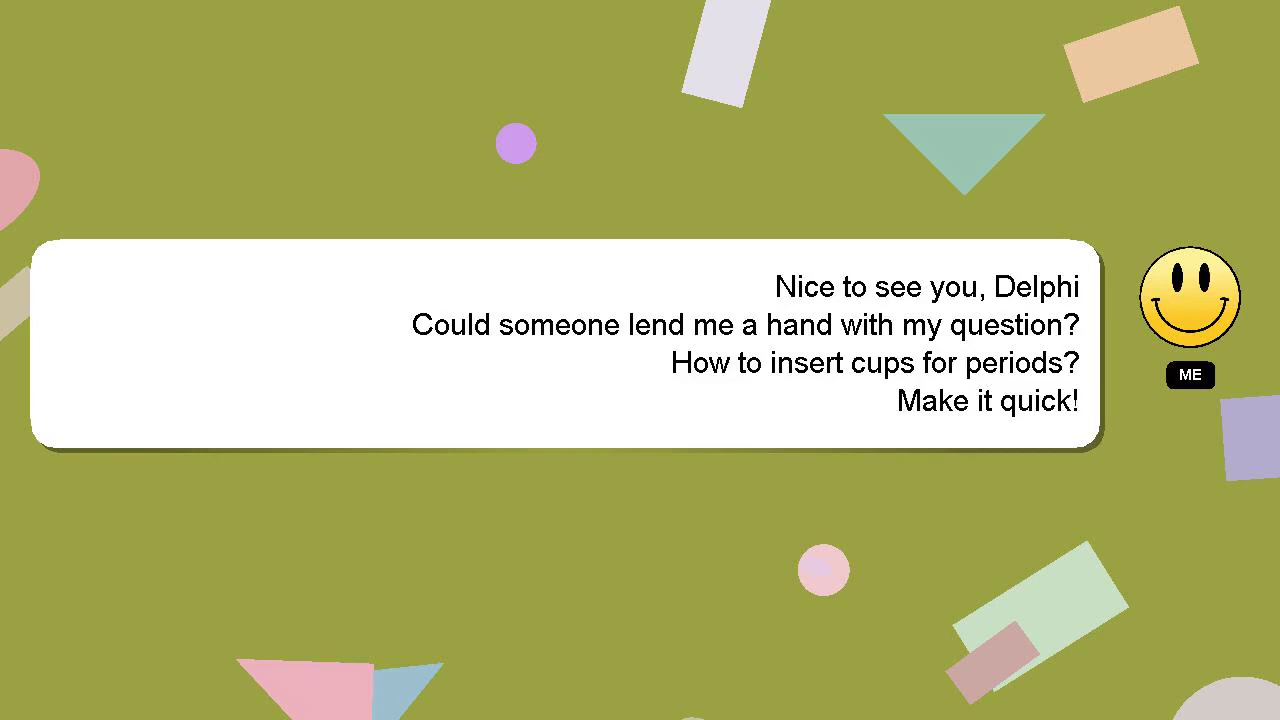 Nice to see you, Delphi
Could someone lend me a hand with my question?
How to insert cups for periods?
Make it quick!
ME